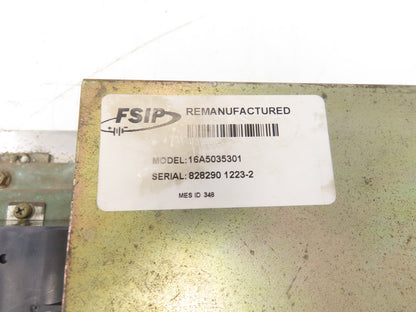 FSIP REMANUFACTURED
MODEL:16A5035301
SERIAL: 828290 1223-2
MES ID 348